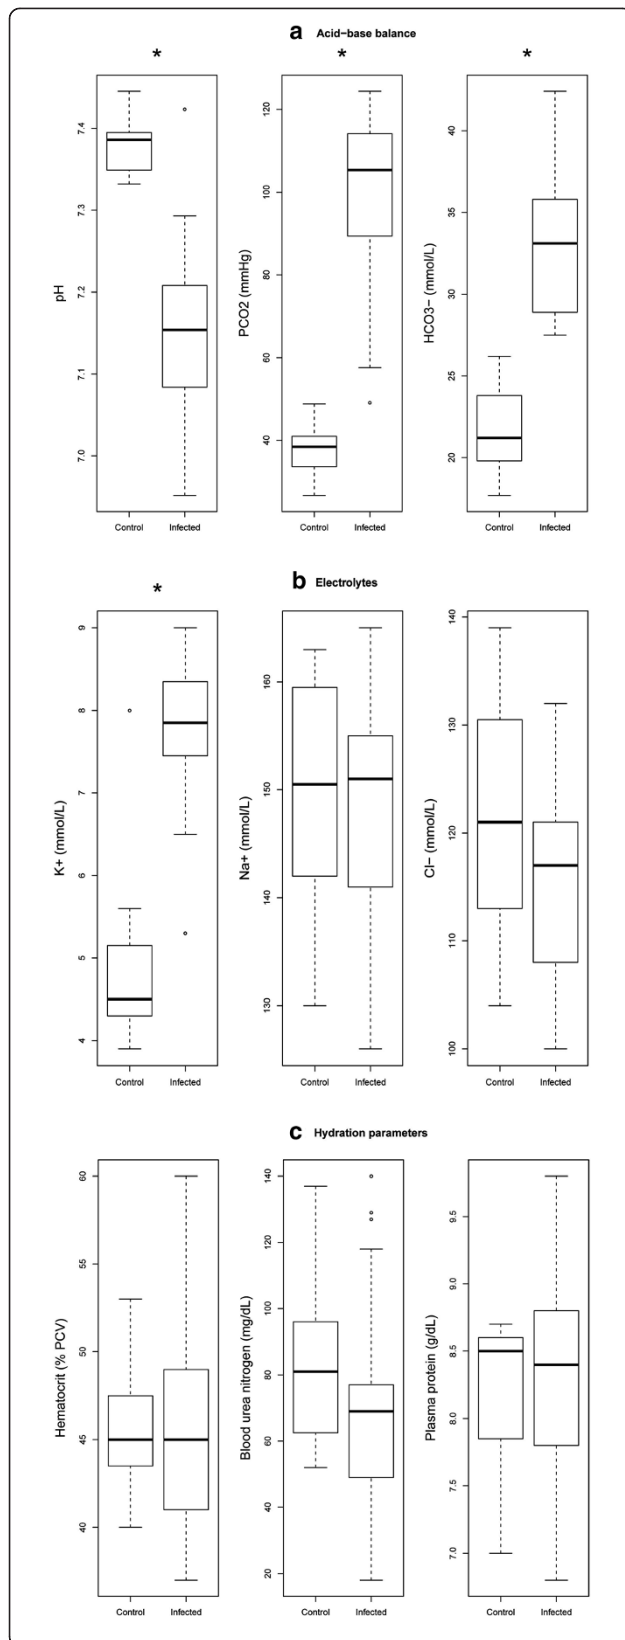 a Acid−base balance
* * *
pH
7.4
7.3
7.2
7.1
7.0
Control Infected
PCO2 (mmHg)
120
100
80
60
40
Control Infected
HCO3− (mmol/L)
40
35
30
25
20
Control Infected
b Electrolytes
*
K+ (mmol/L)
9
8
7
6
5
4
Control Infected
Na+ (mmol/L)
160
150
140
130
Control Infected
Cl− (mmol/L)
140
130
120
110
100
Control Infected
c Hydration parameters
Hematocrit (% PCV)
60
55
50
45
40
Control Infected
Blood urea nitrogen (mg/dL)
140
120
100
80
60
40
20
Control Infected
Plasma protein (g/dL)
9.5
9.0
8.5
8.0
7.5
7.0
Control Infected